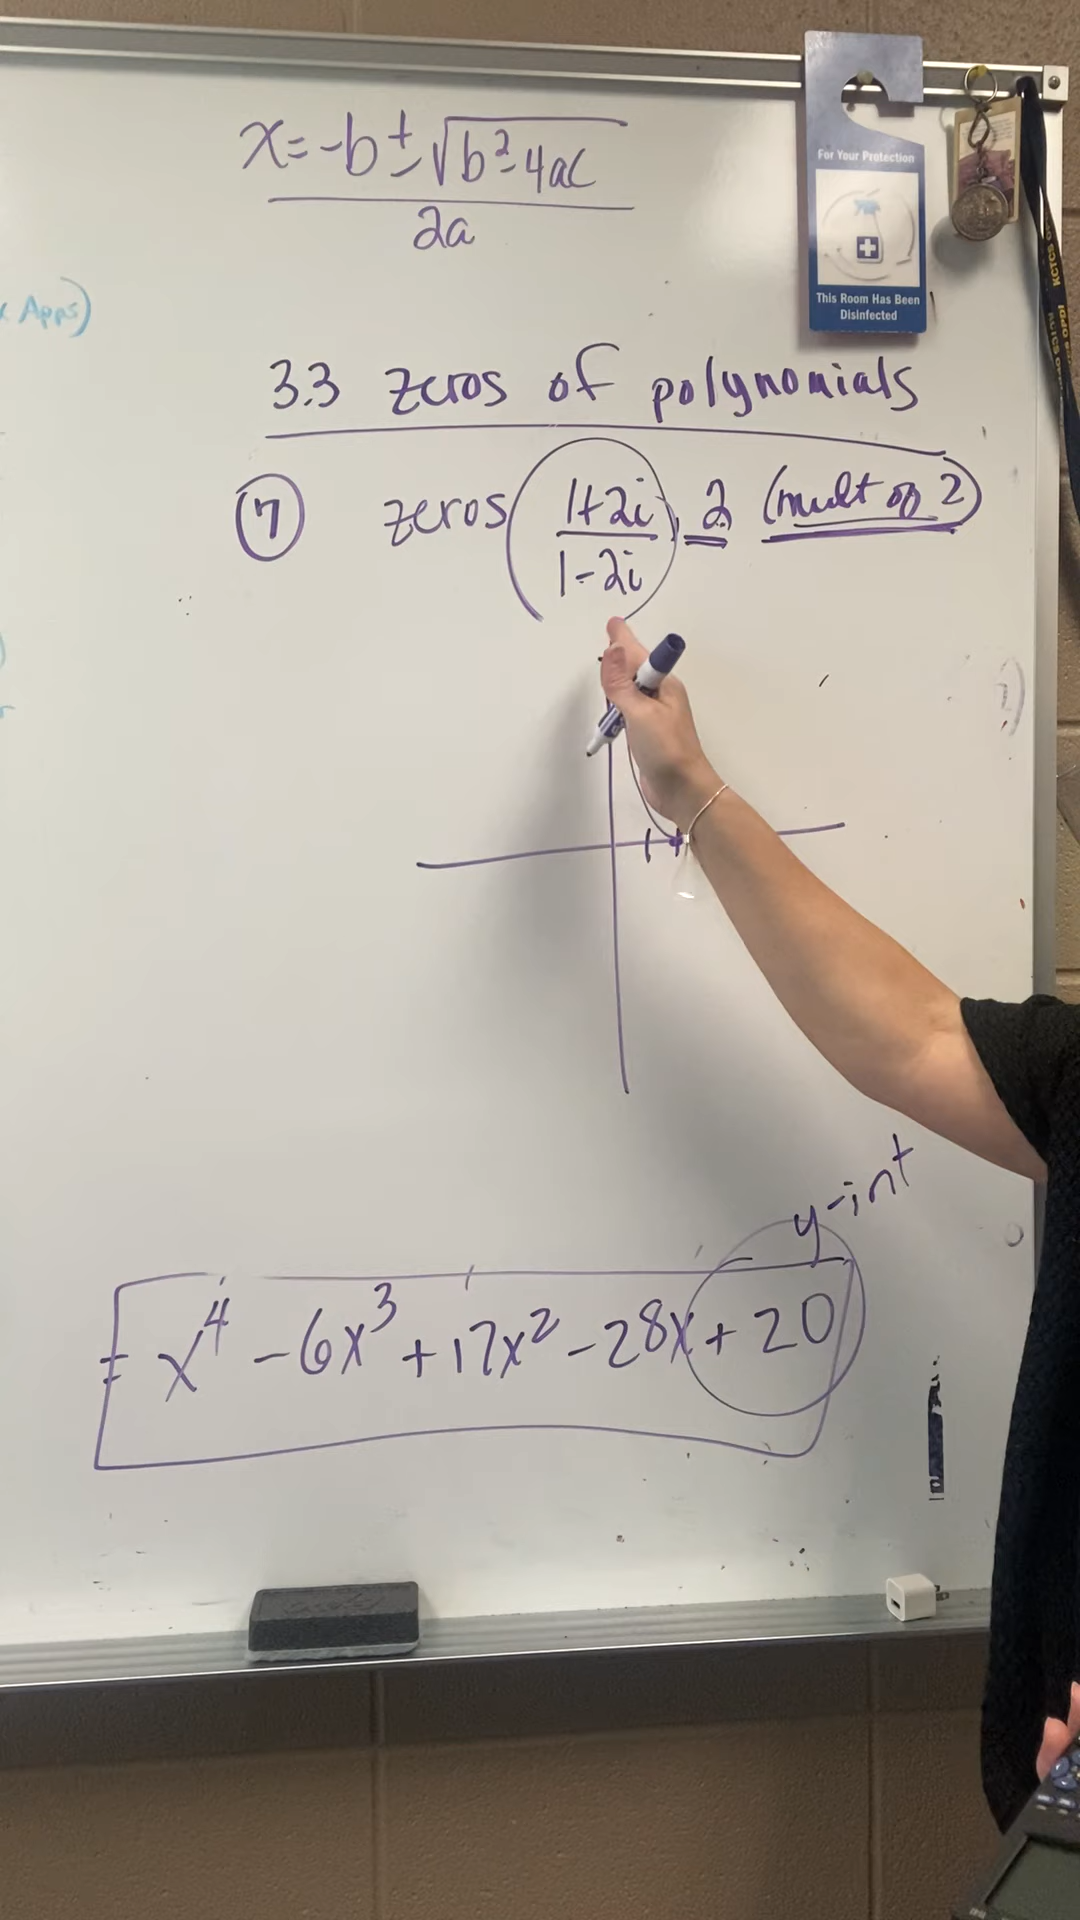 x = -b ± √b² - 4ac
2a
Apps)
For Your Protection
This Room Has Been
Disinfected
3.3 zeros of polynomials
7 zeros 1+2i, 2 (mult of 2)
1-2i
y-int
= x⁴ - 6x³ + 17x² - 28x + 20